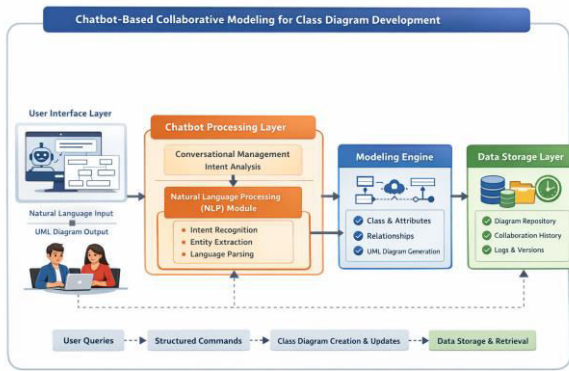 Chatbot-Based Collaborative Modeling for Class Diagram Development
User Interface Layer
Natural Language Input
UML Diagram Output
Chatbot Processing Layer
Conversational Management
Intent Analysis
Natural Language Processing
(NLP) Module
Intent Recognition
Entity Extraction
Language Parsing
Modeling Engine
Class & Attributes
Relationships
UML Diagram Generation
Data Storage Layer
Diagram Repository
Collaboration History
Logs & Versions
User Queries
Structured Commands
Class Diagram Creation & Updates
Data Storage & Retrieval